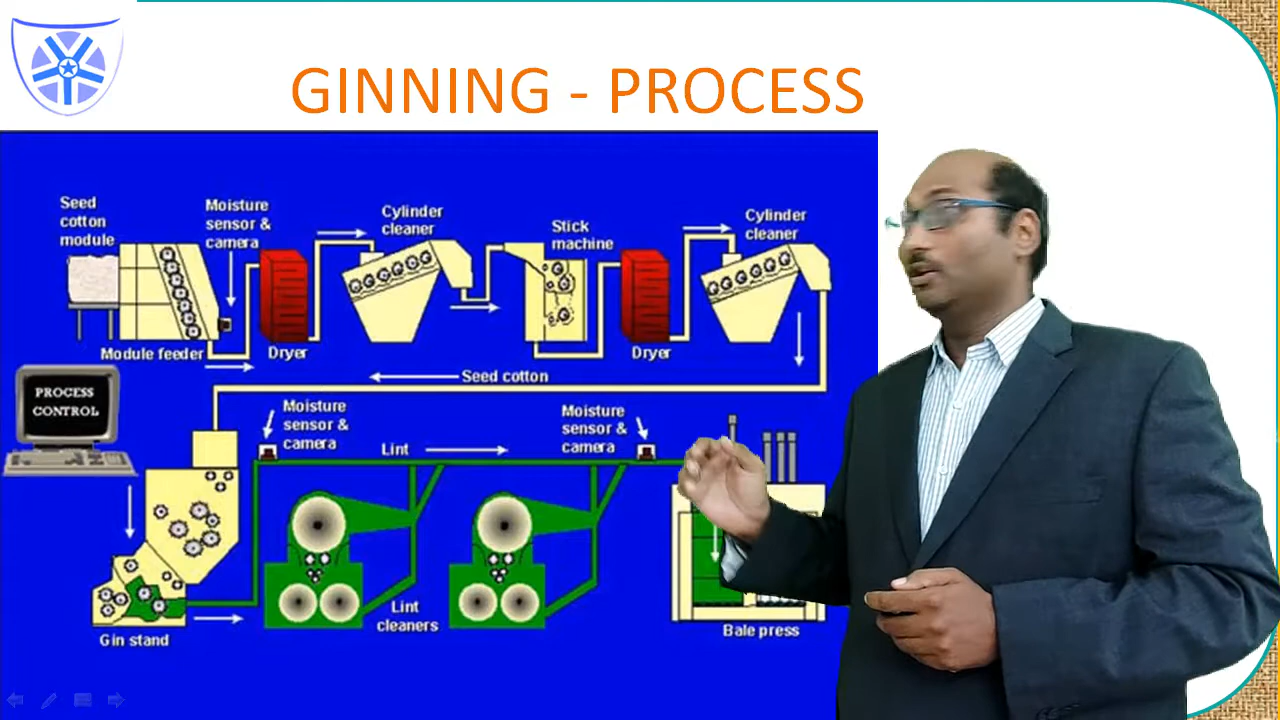 GINNING - PROCESS
Seed
cotton
module
Moisture
sensor &
camera
Cylinder
cleaner
Stick
machine
Cylinder
cleaner
Module feeder
Dryer
Dryer
Seed cotton
PROCESS
CONTROL
Moisture
sensor &
camera
Lint
Moisture
sensor &
camera
Lint
cleaners
Gin stand
Bale press